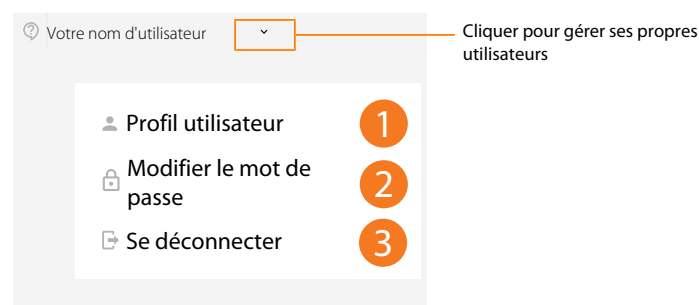 Votre nom d'utilisateur
Cliquer pour gérer ses propres
utilisateurs
Profil utilisateur
1
Modifier le mot de
passe
2
Se déconnecter
3